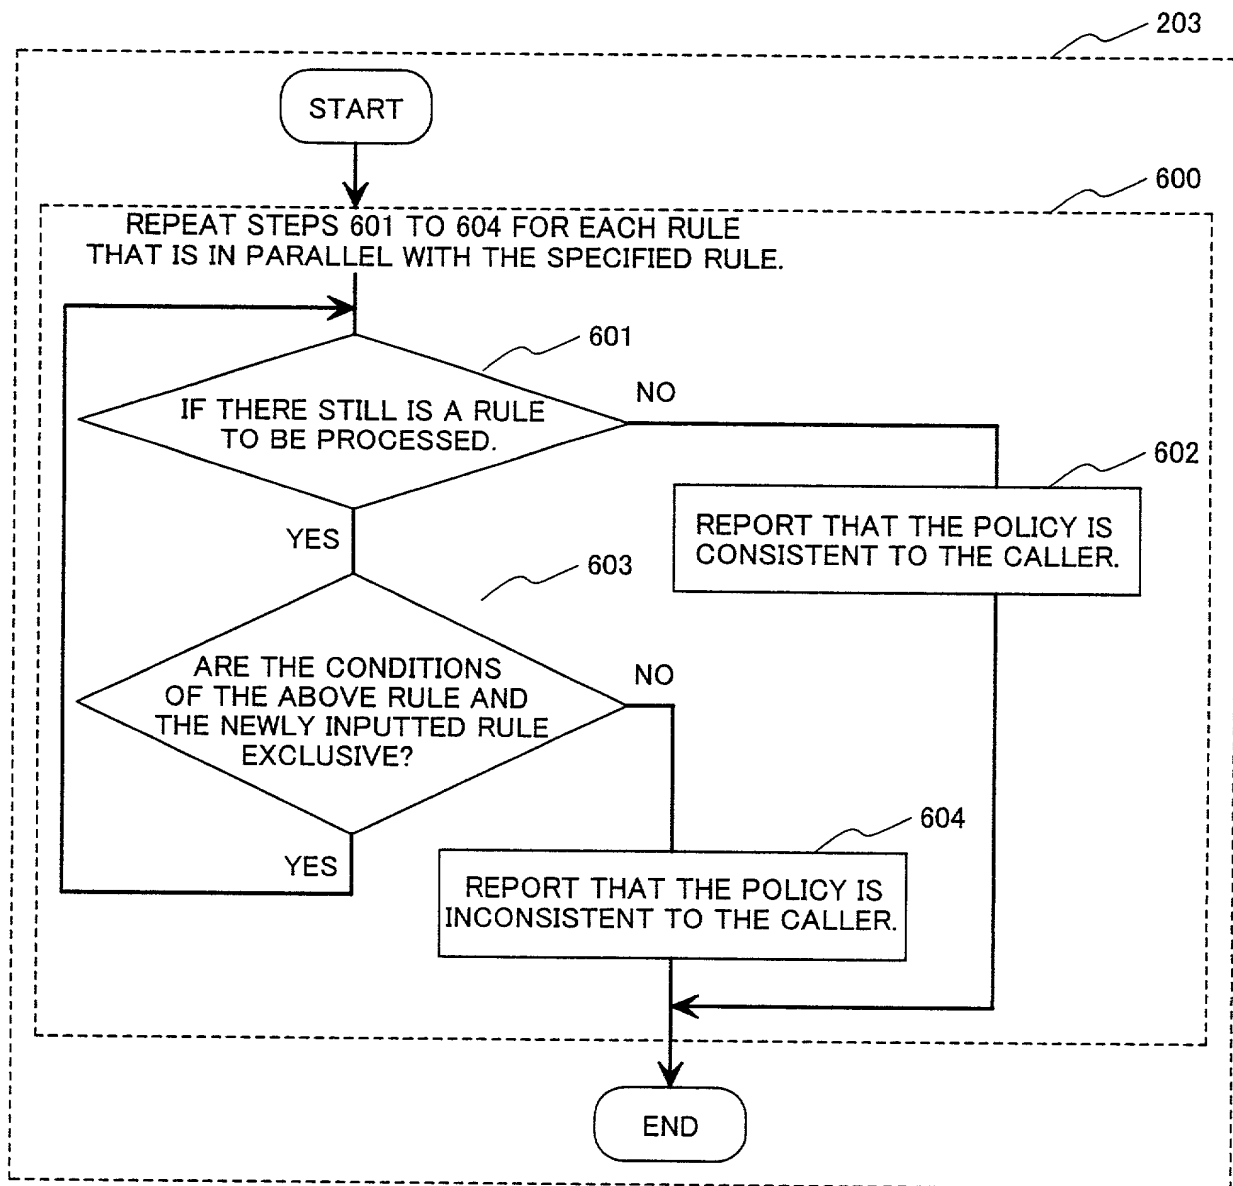 203
START
600
REPEAT STEPS 601 TO 604 FOR EACH RULE
THAT IS IN PARALLEL WITH THE SPECIFIED RULE.
601
NO
IF THERE STILL IS A RULE
TO BE PROCESSED.
602
REPORT THAT THE POLICY IS
CONSISTENT TO THE CALLER.
YES
603
ARE THE CONDITIONS
OF THE ABOVE RULE AND
THE NEWLY INPUTTED RULE
EXCLUSIVE?
NO
604
YES
REPORT THAT THE POLICY IS
INCONSISTENT TO THE CALLER.
END